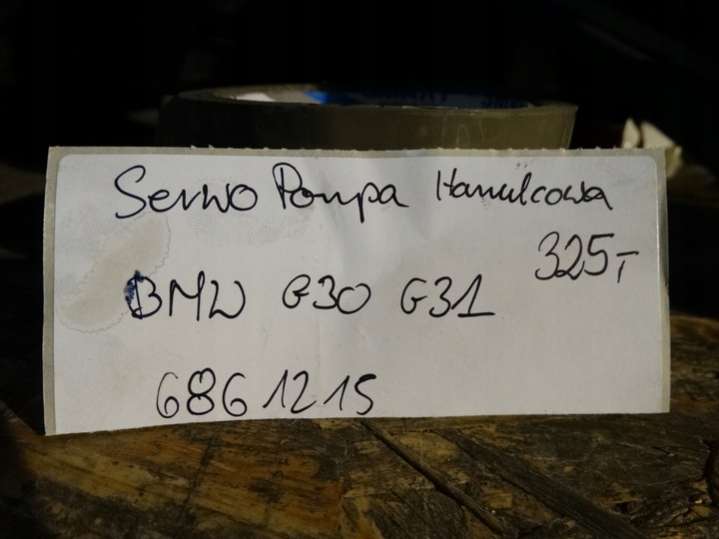 Serwo Pompa Hamulcowa
325T
BMW G30 G31
6861215